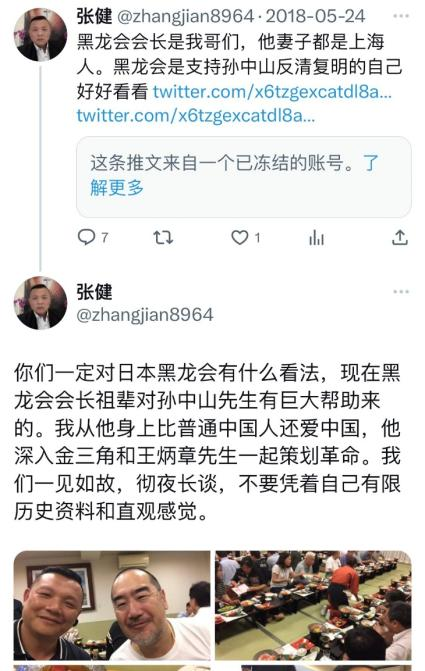 张健 @zhangjian8964 · 2018-05-24
黑龙会会长是我哥们，他妻子都是上海
人。黑龙会是支持孙中山反清复明的自己
好好看看 twitter.com/x6tzgexcatdl8a...
twitter.com/x6tzgexcatdl8a...
这条推文来自一个已冻结的账号。了
解更多
7
1
张健
@zhangjian8964
你们一定对日本黑龙会有什么看法，现在黑
龙会会长祖辈对孙中山先生有巨大帮助来
的。我从他身上比普通中国人还爱中国，他
深入金三角和王炳章先生一起策划革命。我
们一见如故，彻夜长谈，不要凭着自己有限
历史资料和直观感觉。